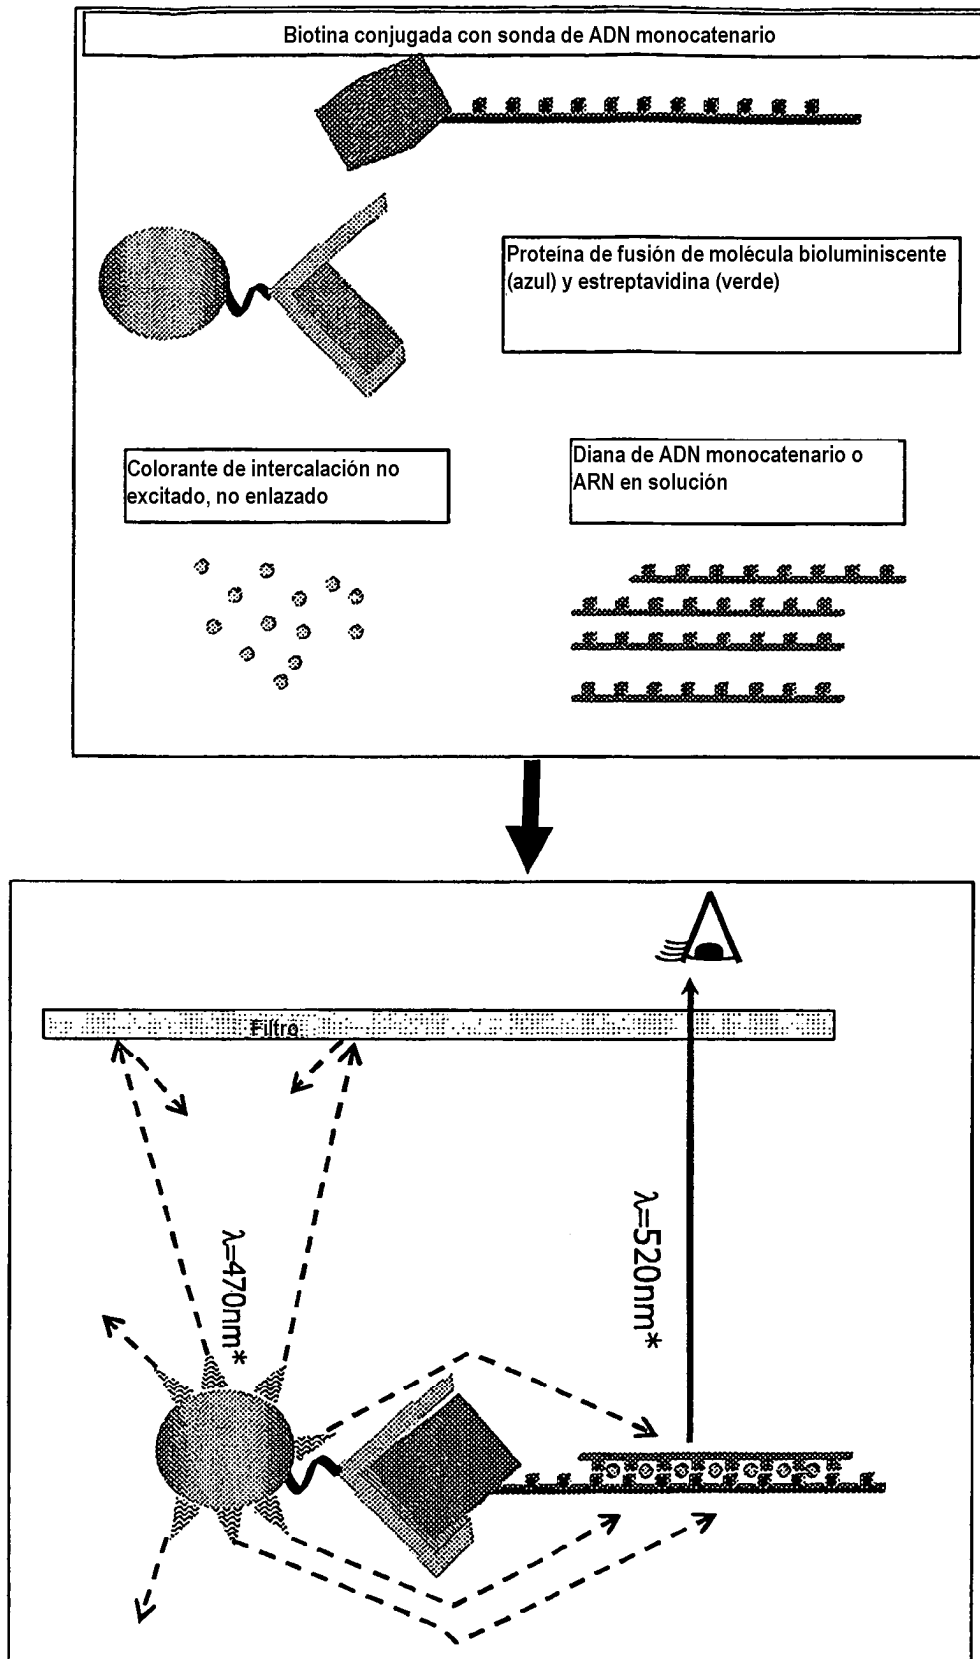 Biotina conjugada con sonda de ADN monocatenario
Proteína de fusión de molécula bioluminiscente
(azul) y estreptavidina (verde)
Colorante de intercalación no
excitado, no enlazado
Diana de ADN monocatenario o
ARN en solución
Filtro
λ=470nm*
λ=520nm*